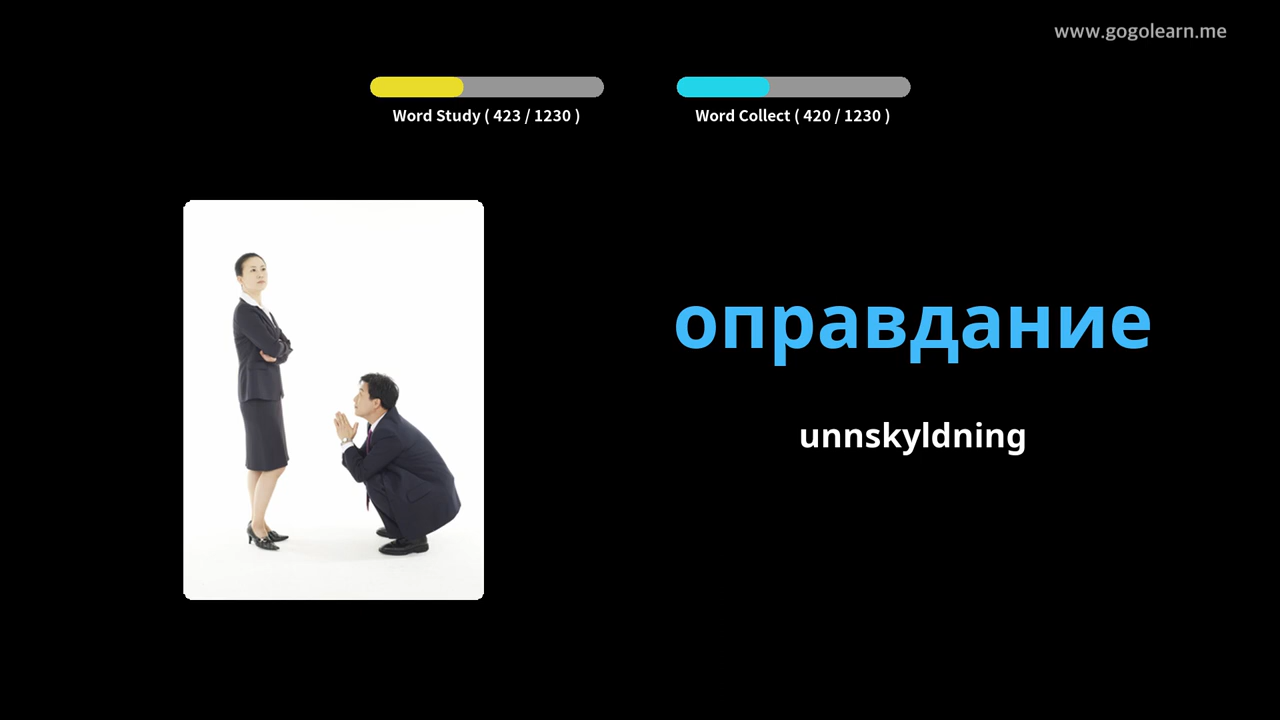 www.gogolearn.me
Word Study ( 423 / 1230 )
Word Collect ( 420 / 1230 )
оправдание
unnskyldning